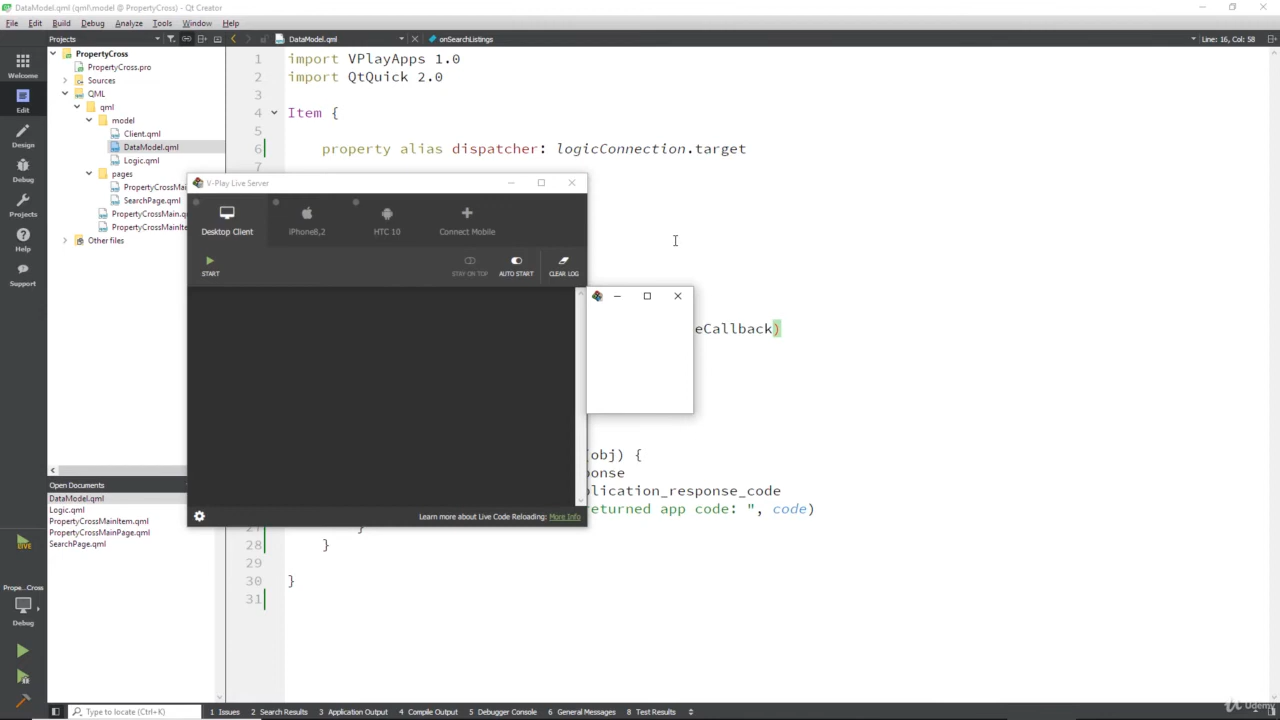 DataModel.qml (qml\model @ PropertyCross) - Qt Creator
File Edit Build Debug Analyze Tools Window Help
Projects
DataModel.qml
onSearchListings
Line: 16, Col: 58
Welcome
Edit
Design
Debug
Projects
Help
Support
LIVE
Prope...Cross
Debug
PropertyCross
PropertyCross.pro
Sources
QML
qml
model
Client.qml
DataModel.qml
Logic.qml
pages
PropertyCrossMai
SearchPage.qml
PropertyCrossMain.q
PropertyCrossMainIte
Other files
Open Documents
DataModel.qml
Logic.qml
PropertyCrossMainItem.qml
PropertyCrossMainPage.qml
SearchPage.qml
1 import VPlayApps 1.0
2 import QtQuick 2.0
3
4 Item {
5
6 property alias dispatcher: logicConnection.target
7
V-Play Live Server
Desktop Client
iPhone8,2
HTC 10
Connect Mobile
START
STAY ON TOP
AUTO START
CLEAR LOG
eCallback)
(obj) {
ponse
plication_response_code
returned app code: ", code)
Learn more about Live Code Reloading: More Info
27 }
28 }
29
30 }
31
Type to locate (Ctrl+K)
1 Issues
2 Search Results
3 Application Output
4 Compile Output
5 Debugger Console
6 General Messages
8 Test Results
Udemy